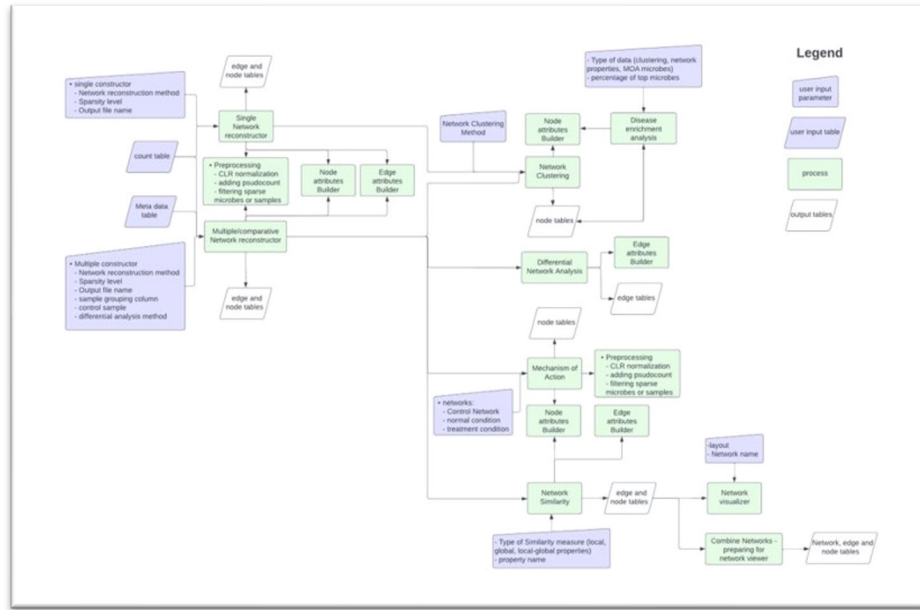 edge and
node tables
• single constructor
- Network reconstruction method
- Sparsity level
- Output file name
Single
Network
reconstructor
count table
• Preprocessing
- CLR normalization
- adding psudocount
- filtering sparse
microbes or samples
Node
attributes
Builder
Edge
attributes
Builder
Meta data
table
Multiple/comparative
Network reconstructor
• Multiple constructor
- Network reconstruction method
- Sparsity level
- Output file name
- sample grouping column
- control sample
- differential analysis method
edge and
node tables
- Type of data (clustering, network
properties, MOA microbes)
- percentage of top microbes
Network Clustering
Method
Node
attributes
Builder
Disease
enrichment
analysis
Network
Clustering
node tables
Differential
Network Analysis
Edge
attributes
Builder
edge tables
node tables
Mechanism of
Action
• Preprocessing
- CLR normalization
- adding psudocount
- filtering sparse
microbes or samples
• networks:
- Control Network
- normal condition
- treatment condition
Node
attributes
Builder
Edge
attributes
Builder
-layout
- Network name
Network
Similarity
edge and
node tables
Network
visualizer
- Type of Similarity measure (local,
global, local-global properties)
- property name
Combine Networks -
preparing for
network viewer
Network, edge and
node tables
Legend
user input
parameter
user input table
process
output tables